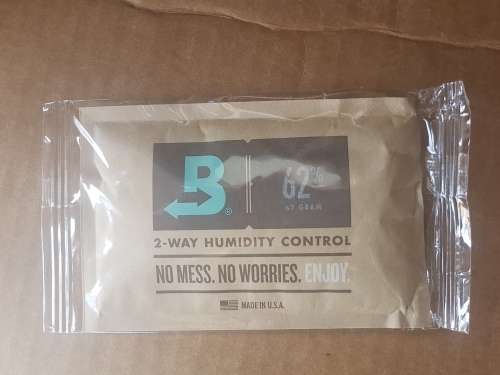 B®
62%
67 GRAM
2-WAY HUMIDITY CONTROL
NO MESS. NO WORRIES. ENJOY.
MADE IN U.S.A.